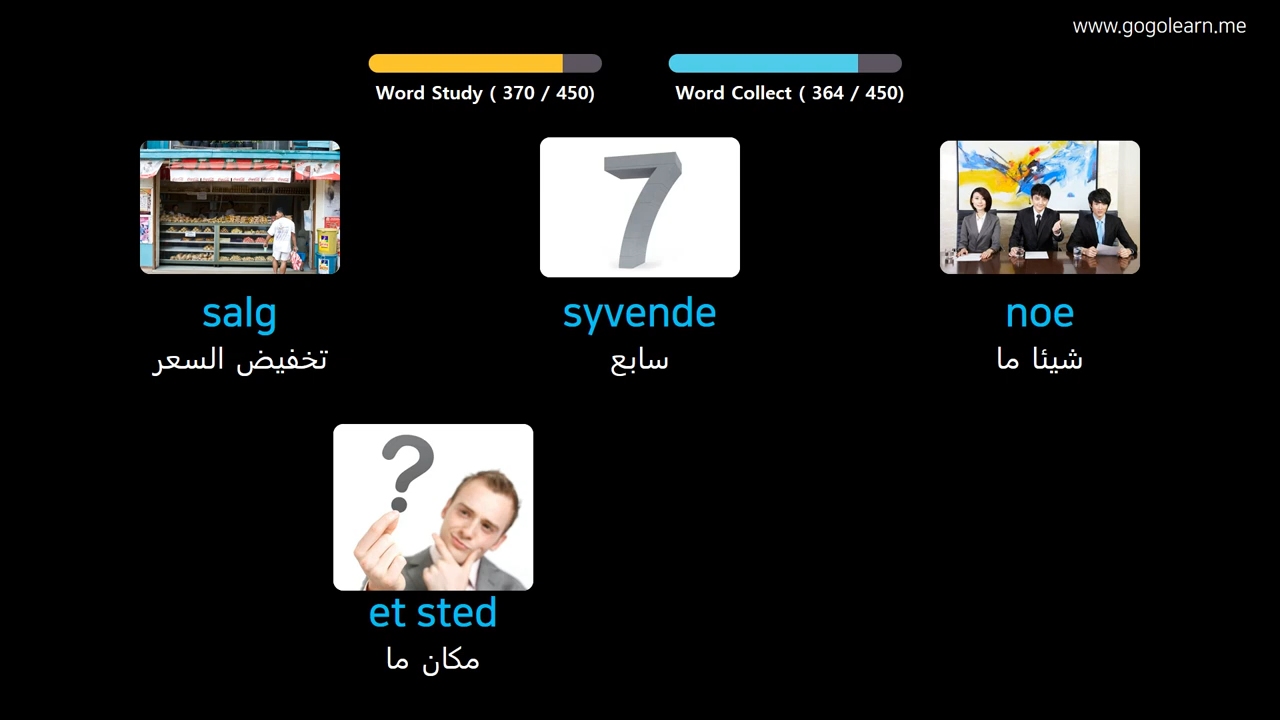 www.gogolearn.me
Word Study ( 370 / 450)
Word Collect ( 364 / 450)
salg
تخفيض السعر
syvende
سابع
noe
شيئا ما
et sted
مكان ما